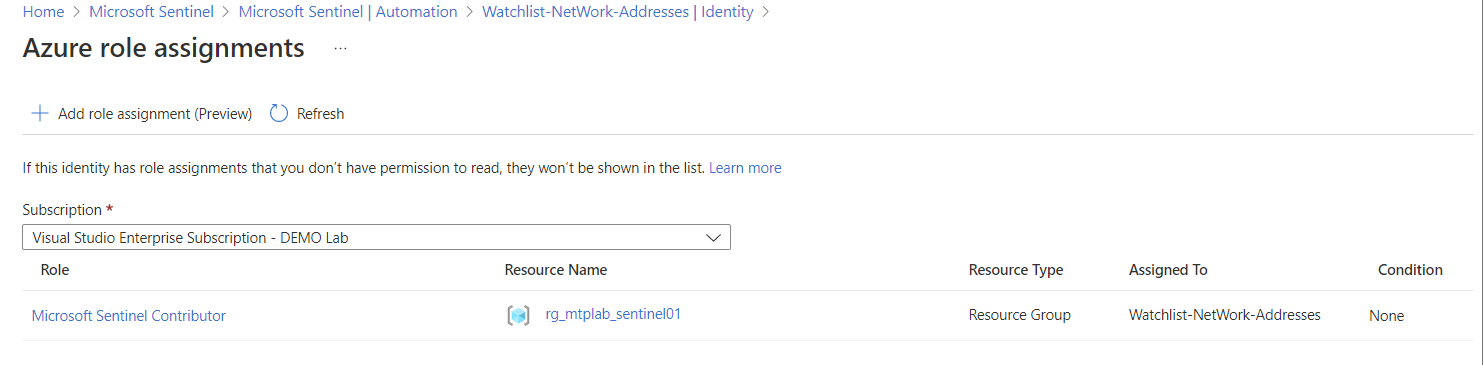 Home > Microsoft Sentinel > Microsoft Sentinel | Automation > Watchlist-NetWork-Addresses | Identity >
Azure role assignments ...
+ Add role assignment (Preview) Refresh
If this identity has role assignments that you don't have permission to read, they won't be shown in the list. Learn more
Subscription *
Visual Studio Enterprise Subscription - DEMO Lab
Role Resource Name Resource Type Assigned To Condition
Microsoft Sentinel Contributor rg_mtplab_sentinel01 Resource Group Watchlist-NetWork-Addresses None